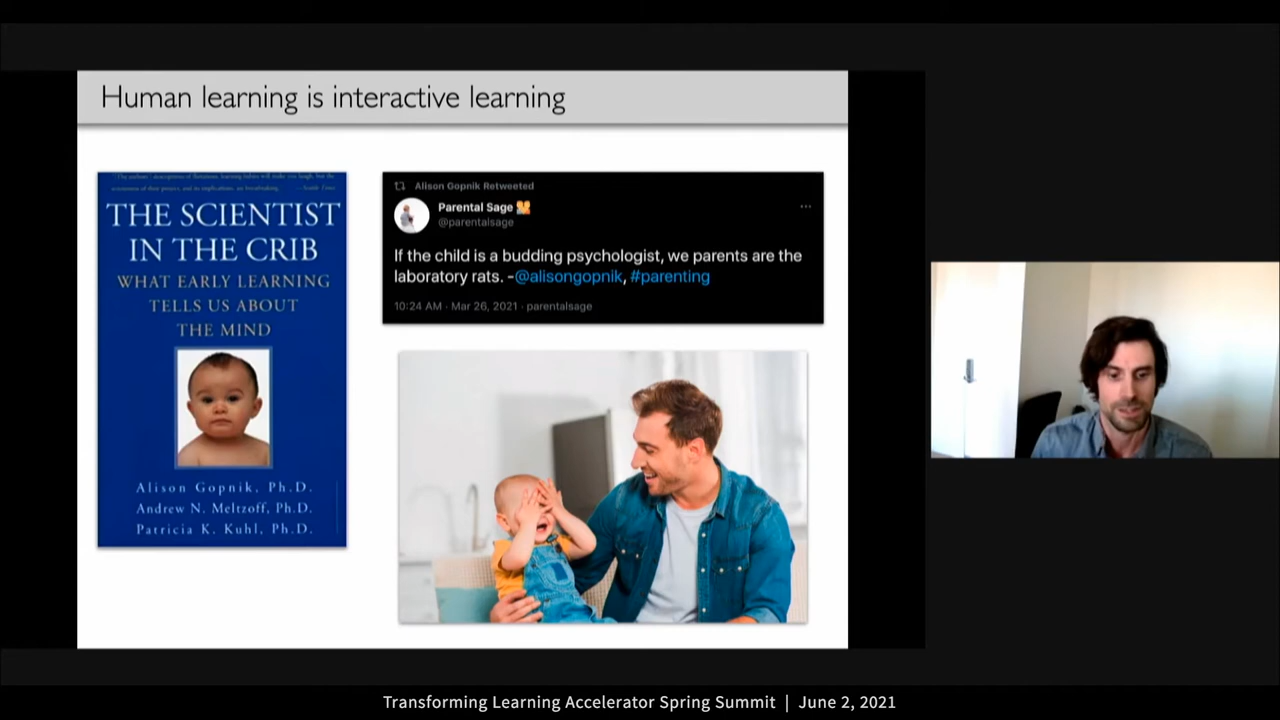 Human learning is interactive learning
THE SCIENTIST
IN THE CRIB
WHAT EARLY LEARNING
TELLS US ABOUT
THE MIND
Alison Gopnik, Ph.D.
Andrew N. Meltzoff, Ph.D.
Patricia K. Kuhl, Ph.D.
Alison Gopnik Retweeted
Parental Sage
@parentalsage
If the child is a budding psychologist, we parents are the
laboratory rats. -@alisongopnik, #parenting
10:24 AM · Mar 26, 2021 · parentalsage
Transforming Learning Accelerator Spring Summit | June 2, 2021